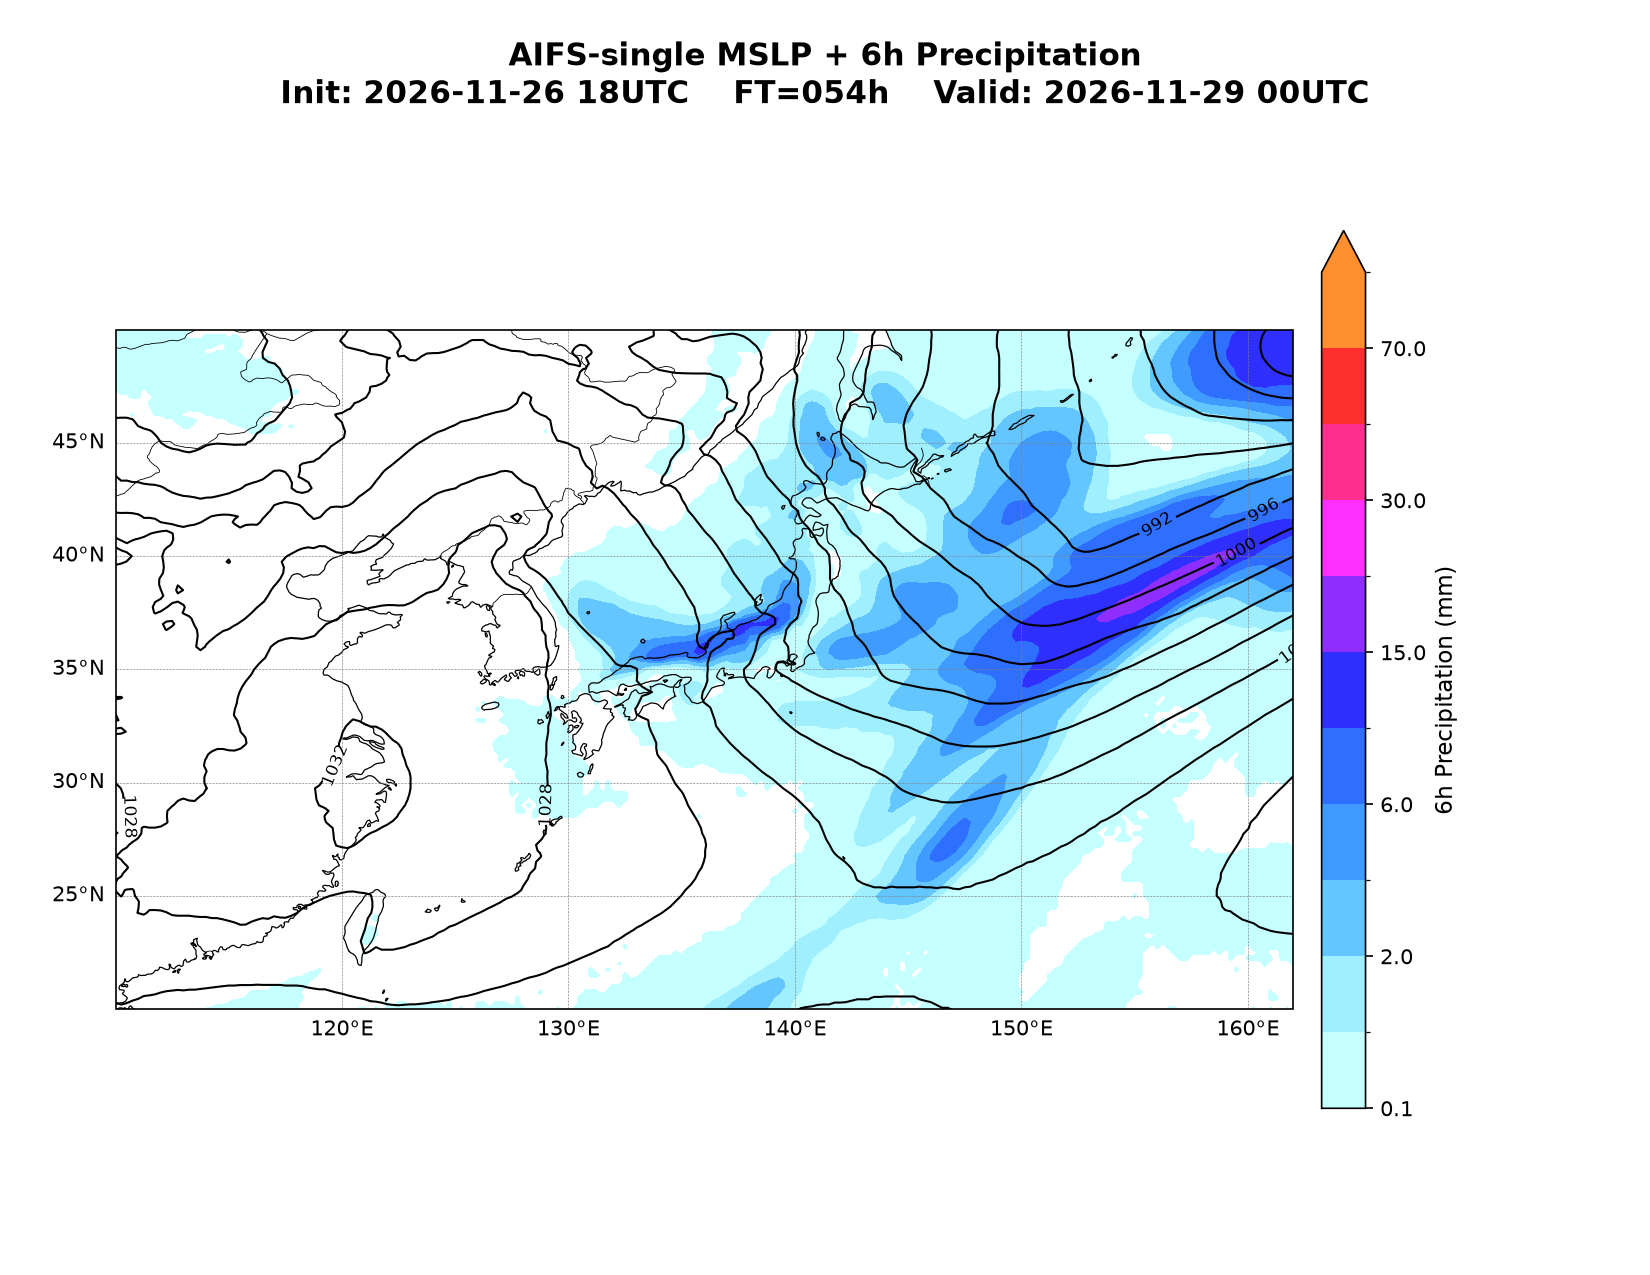 AIFS-single MSLP + 6h Precipitation
Init: 2026-11-26 18UTC    FT=054h    Valid: 2026-11-29 00UTC
70.0
30.0
15.0
6.0
2.0
0.1
6h Precipitation (mm)
45°N
40°N
35°N
30°N
25°N
120°E
130°E
140°E
150°E
160°E
992
996
1000
10
1032
1028
1028